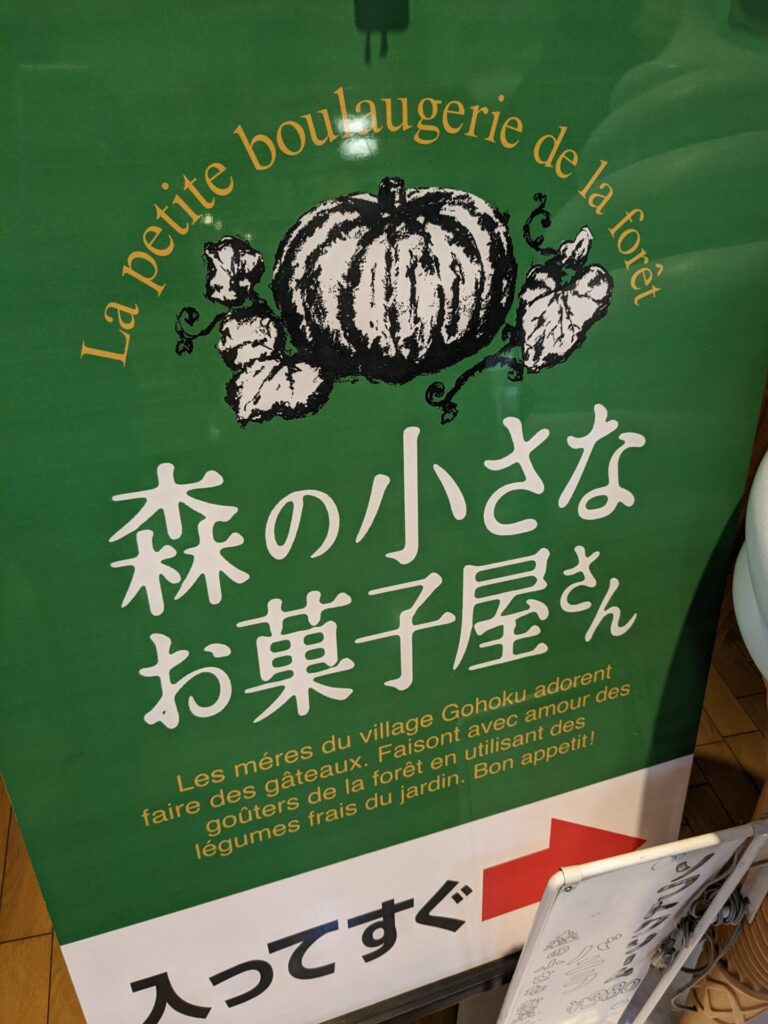 La petite boulaugerie de la forêt
森の小さな
お菓子屋さん
Les méres du village Gohoku adorent
faire des gâteaux. Faisont avec amour des
goûters de la forêt en utilisant des
légumes frais du jardin. Bon appetit!
入ってすぐ